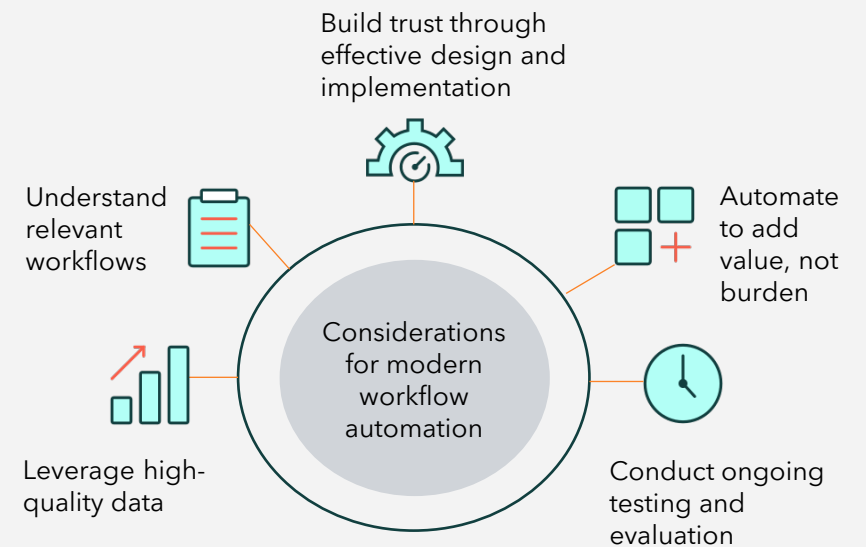 Build trust through
effective design and
implementation
Understand
relevant
workflows
Automate
to add
value, not
burden
Considerations
for modern
workflow
automation
Leverage high-
quality data
Conduct ongoing
testing and
evaluation